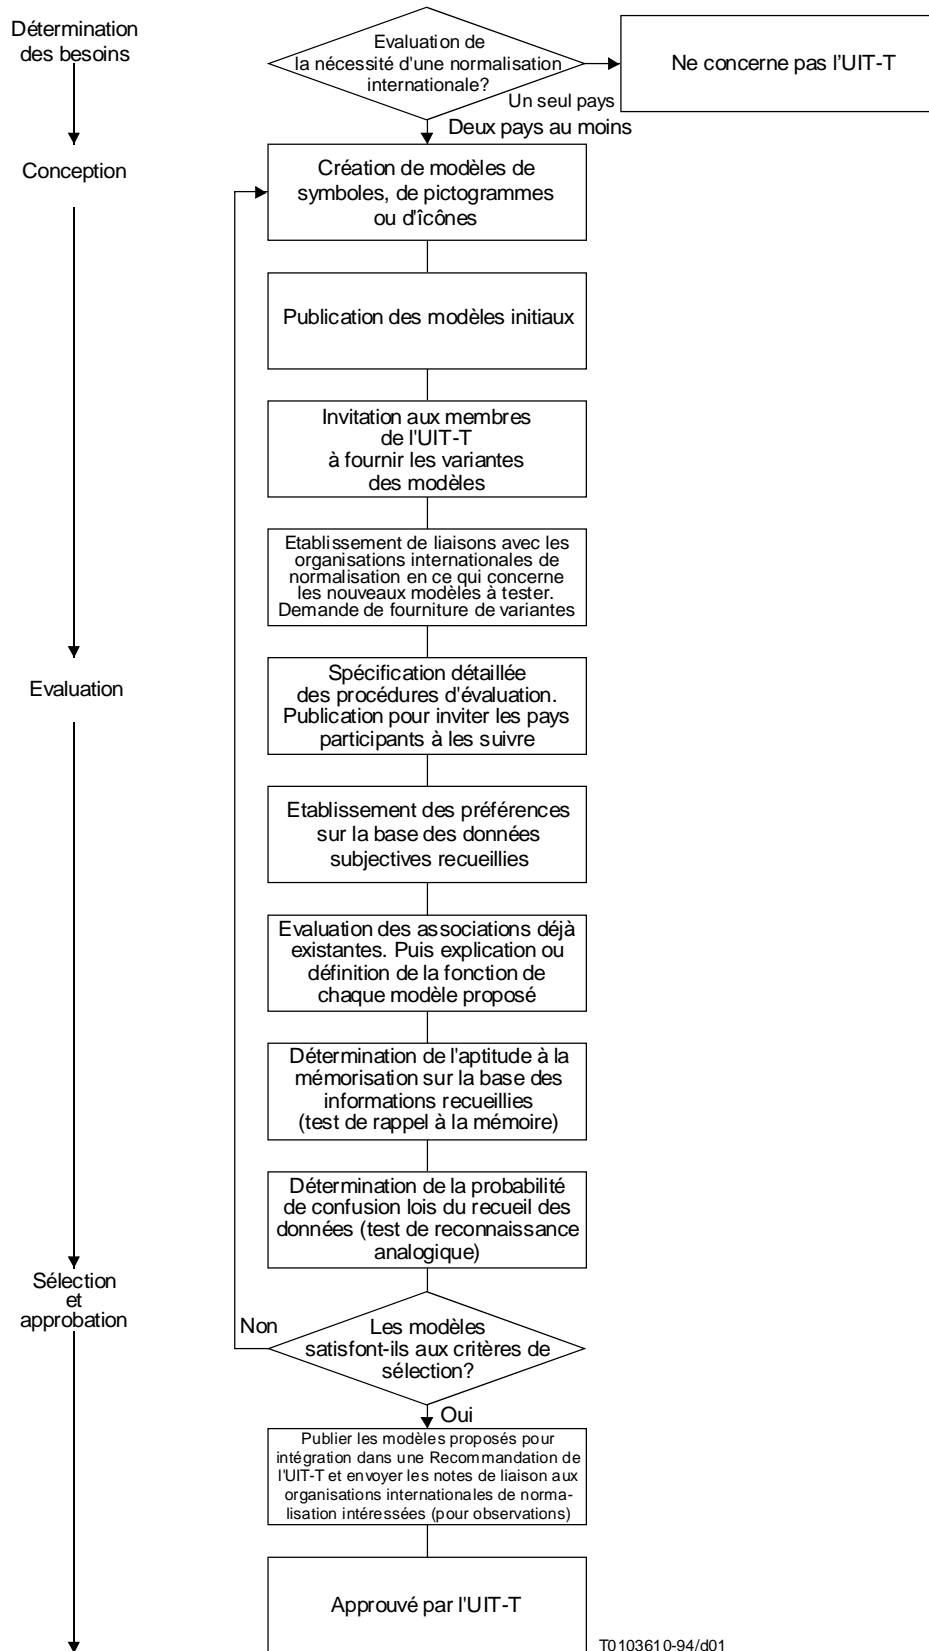 Détermination
des besoins
Evaluation de
la nécessité d'une normalisation
internationale?
Ne concerne pas l'UIT-T
Un seul pays
Deux pays au moins
Conception
Création de modèles de
symboles, de pictogrammes
ou d'îcônes
Publication des modèles initiaux
Invitation aux membres
de l'UIT-T
à fournir les variantes
des modèles
Etablissement de liaisons avec les
organisations internationales de
normalisation en ce qui concerne
les nouveaux modèles à tester.
Demande de fourniture de variantes
Evaluation
Spécification détaillée
des procédures d'évaluation.
Publication pour inviter les pays
participants à les suivre
Etablissement des préférences
sur la base des données
subjectives recueillies
Evaluation des associations déjà
existantes. Puis explication ou
définition de la fonction de
chaque modèle proposé
Détermination de l'aptitude à la
mémorisation sur la base des
informations recueillies
(test de rappel à la mémoire)
Détermination de la probabilité
de confusion lois du recueil des
données (test de reconnaissance
analogique)
Sélection
et
approbation
Non
Les modèles
satisfont-ils aux critères de
sélection?
Oui
Publier les modèles proposés pour
intégration dans une Recommandation de
l'UIT-T et envoyer les notes de liaison aux
organisations internationales de norma-
lisation intéressées (pour observations)
Approuvé par l'UIT-T
T0103610-94/d01